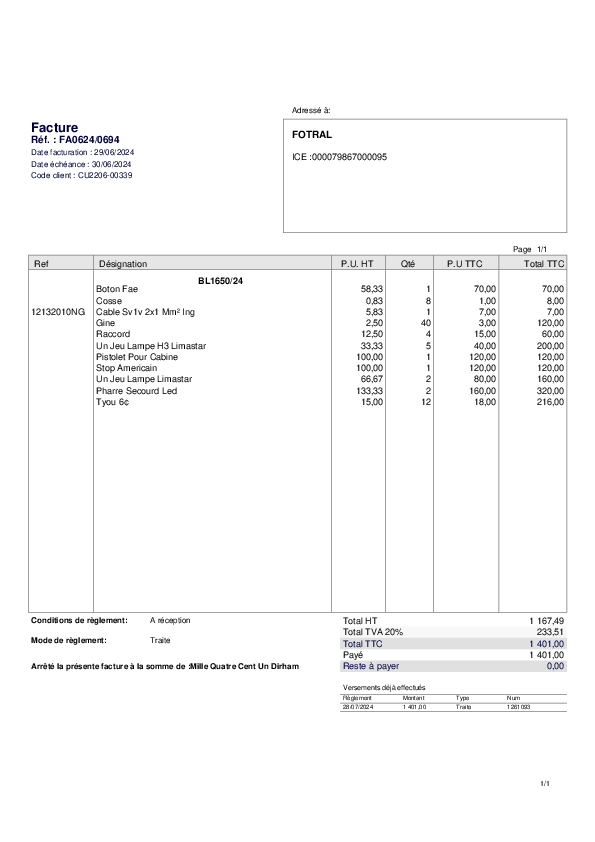 Adressé à:
Facture
Réf. : FA0624/0694
Date facturation : 29/06/2024
Date échéance : 30/06/2024
Code client : CU2206-00339
FOTRAL
ICE :000079867000095
Page 1/1
Ref Désignation P.U. HT Qté P.U TTC Total TTC
BL1650/24
Boton Fae 58,33 1 70,00 70,00
Cosse 0,83 8 1,00 8,00
12132010NG Cable Sv1v 2x1 Mm² Ing 5,83 1 7,00 7,00
Gine 2,50 40 3,00 120,00
Raccord 12,50 4 15,00 60,00
Un Jeu Lampe H3 Limastar 33,33 5 40,00 200,00
Pistolet Pour Cabine 100,00 1 120,00 120,00
Stop Americain 100,00 1 120,00 120,00
Un Jeu Lampe Limastar 66,67 2 80,00 160,00
Pharre Secourd Led 133,33 2 160,00 320,00
Tyou 6¢ 15,00 12 18,00 216,00
Conditions de règlement: A réception
Mode de règlement: Traite
Arrêté la présente facture à la somme de :Mille Quatre Cent Un Dirham
Total HT 1 167,49
Total TVA 20% 233,51
Total TTC 1 401,00
Payé 1 401,00
Reste à payer 0,00
Versements déjà effectués
Règlement Montant Type Num
28/07/2024 1 401,00 Traite 1261093
1/1